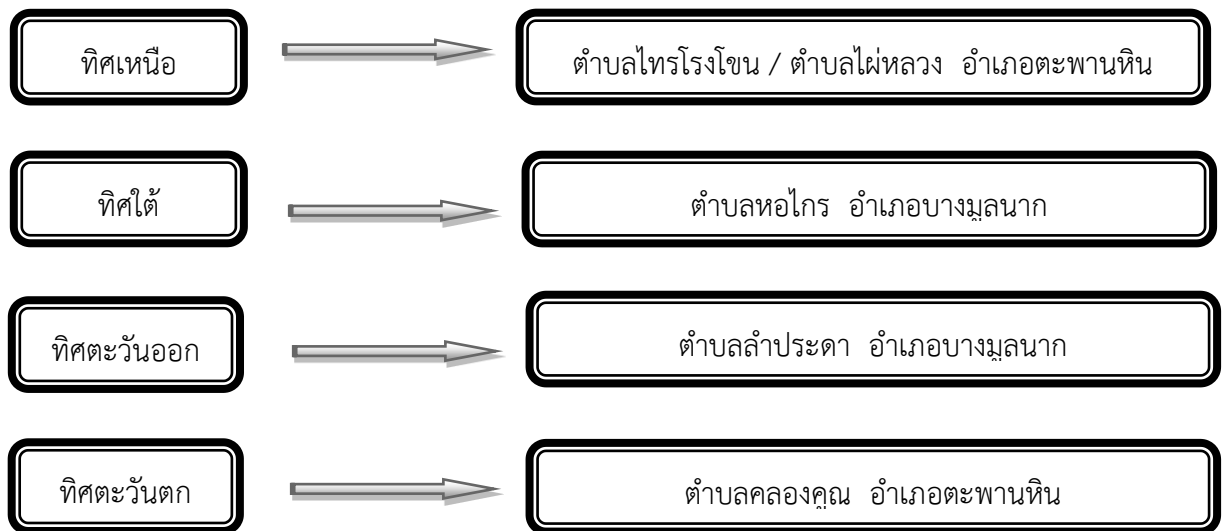 ทิศเหนือ ตำบลไทรโรงโขน / ตำบลไผ่หลวง อำเภอตะพานหิน
ทิศใต้ ตำบลหอไกร อำเภอบางมูลนาก
ทิศตะวันออก ตำบลลำประดา อำเภอบางมูลนาก
ทิศตะวันตก ตำบลคลองคูณ อำเภอตะพานหิน